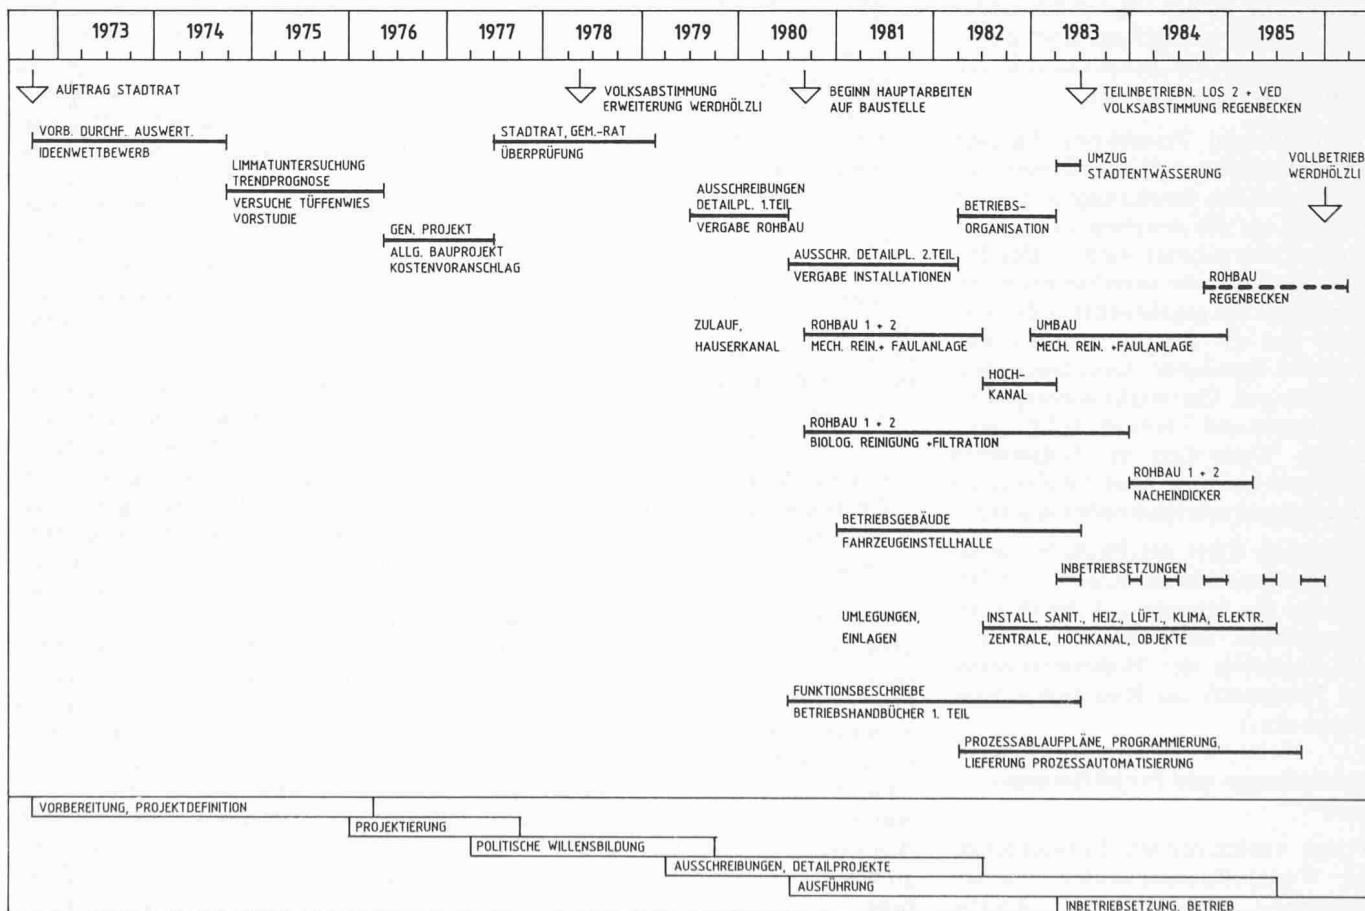 1973 1974 1975 1976 1977 1978 1979 1980 1981 1982 1983 1984 1985
AUFTRAG STADTRAT
VOLKSABSTIMMUNG
ERWEITERUNG WERDHÖLZLI
BEGINN HAUPTARBEITEN
AUF BAUSTELLE
TEILINBETRIEBN. LOS 2 + VED
VOLKSABSTIMMUNG REGENBECKEN
VORB. DURCHF. AUSWERT.
IDEENWETTBEWERB
STADTRAT, GEM.-RAT
ÜBERPRÜFUNG
LIMMATUNTERSUCHUNG
TRENDPROGNOSE
VERSUCHE TÜFFENWIES
VORSTUDIE
UMZUG
STADTENTWÄSSERUNG
VOLLBETRIEB
WERDHÖLZLI
AUSSCHREIBUNGEN
DETAILPL. 1.TEIL
VERGABE ROHBAU
BETRIEBS-
ORGANISATION
GEN. PROJEKT
ALLG. BAUPROJEKT
KOSTENVORANSCHLAG
AUSSCHR. DETAILPL. 2.TEIL
VERGABE INSTALLATIONEN
ROHBAU
REGENBECKEN
ZULAUF,
HAUSERKANAL
ROHBAU 1 + 2
MECH. REIN.+ FAULANLAGE
UMBAU
MECH. REIN. +FAULANLAGE
HOCH-
KANAL
ROHBAU 1 + 2
BIOLOG. REINIGUNG +FILTRATION
ROHBAU 1 + 2
NACHEINDICKER
BETRIEBSGEBÄUDE
FAHRZEUGEINSTELLHALLE
INBETRIEBSETZUNGEN
UMLEGUNGEN,
EINLAGEN
INSTALL. SANIT., HEIZ., LÜFT., KLIMA, ELEKTR.
ZENTRALE, HOCHKANAL, OBJEKTE
FUNKTIONSBESCHRIEBE
BETRIEBSHANDBÜCHER 1. TEIL
PROZESSABLAUFPLÄNE, PROGRAMMIERUNG,
LIEFERUNG PROZESSAUTOMATISIERUNG
VORBEREITUNG, PROJEKTDEFINITION
PROJEKTIERUNG
POLITISCHE WILLENSBILDUNG
AUSSCHREIBUNGEN, DETAILPROJEKTE
AUSFÜHRUNG
INBETRIEBSETZUNG, BETRIEB